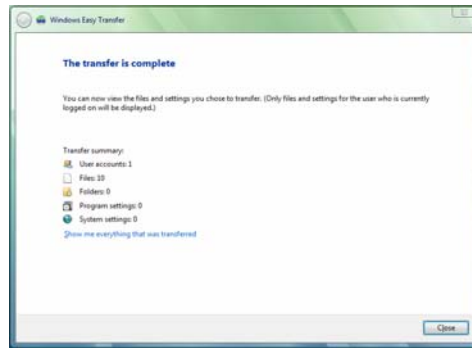 Windows Easy Transfer
The transfer is complete
You can now view the files and settings you chose to transfer. (Only files and settings for the user who is currently
logged on will be displayed.)
Transfer summary:
User accounts: 1
Files: 10
Folders: 0
Program settings: 0
System settings: 0
Show me everything that was transferred
Close